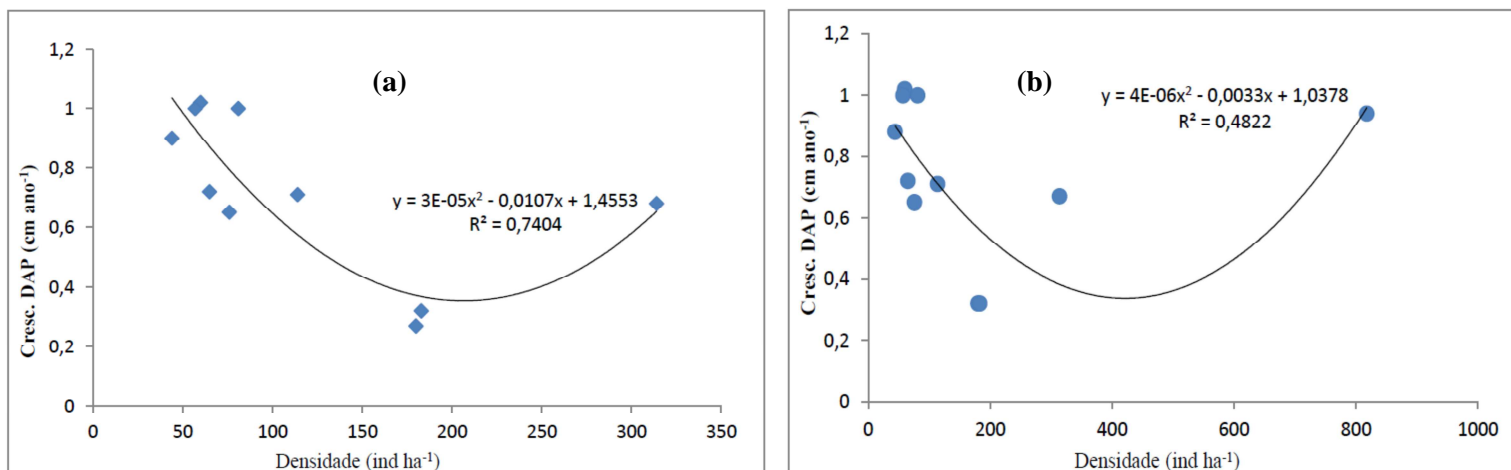 (a)
y = 3E-05x² - 0,0107x + 1,4553
R² = 0,7404
Cresc. DAP (cm ano⁻¹)
1,2
1
0,8
0,6
0,4
0,2
0
0 50 100 150 200 250 300 350
Densidade (ind ha⁻¹)
(b)
y = 4E-06x² - 0,0033x + 1,0378
R² = 0,4822
Cresc. DAP (cm ano⁻¹)
1,2
1
0,8
0,6
0,4
0,2
0
0 200 400 600 800 1000
Densidade (ind ha⁻¹)